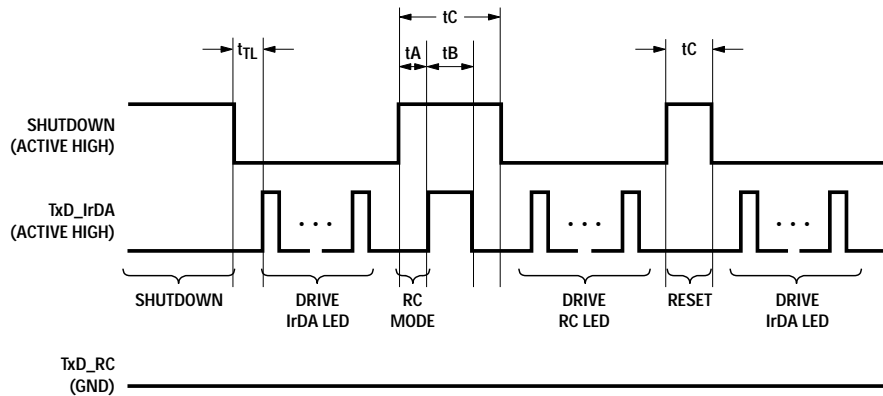 tC
tTL
tA
tB
tC
SHUTDOWN
(ACTIVE HIGH)
TxD_IrDA
(ACTIVE HIGH)
. . .
. . .
. . .
SHUTDOWN
DRIVE
IrDA LED
RC
MODE
DRIVE
RC LED
RESET
DRIVE
IrDA LED
TxD_RC
(GND)